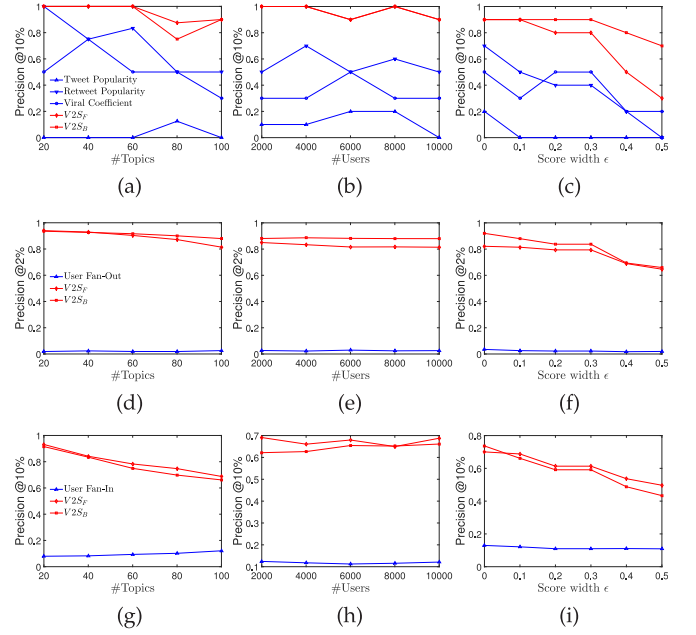 Precision @10%
1
0.8
0.6
0.4
0.2
0
20 40 60 80 100
#Topics
Tweet Popularity
Retweet Popularity
Viral Coefficient
V2S_F
V2S_B
(a)
Precision @10%
1
0.8
0.6
0.4
0.2
0
2000 4000 6000 8000 10000
#Users
(b)
Precision @10%
1
0.8
0.6
0.4
0.2
0
0 0.1 0.2 0.3 0.4 0.5
Score width ϵ
(c)
Precision @2%
1
0.8
0.6
0.4
0.2
0
20 40 60 80 100
#Topics
User Fan-Out
V2S_F
V2S_B
(d)
Precision @2%
1
0.8
0.6
0.4
0.2
0
2000 4000 6000 8000 10000
#Users
(e)
Precision @2%
1
0.8
0.6
0.4
0.2
0
0 0.1 0.2 0.3 0.4 0.5
Score width ϵ
(f)
Precision @10%
1
0.8
0.6
0.4
0.2
0
20 40 60 80 100
#Topics
User Fan-In
V2S_F
V2S_B
(g)
Precision @10%
0.7
0.6
0.5
0.4
0.3
0.2
0.1
2000 4000 6000 8000 10000
#Users
(h)
Precision @10%
0.8
0.6
0.4
0.2
0
0 0.1 0.2 0.3 0.4 0.5
Score width ϵ
(i)